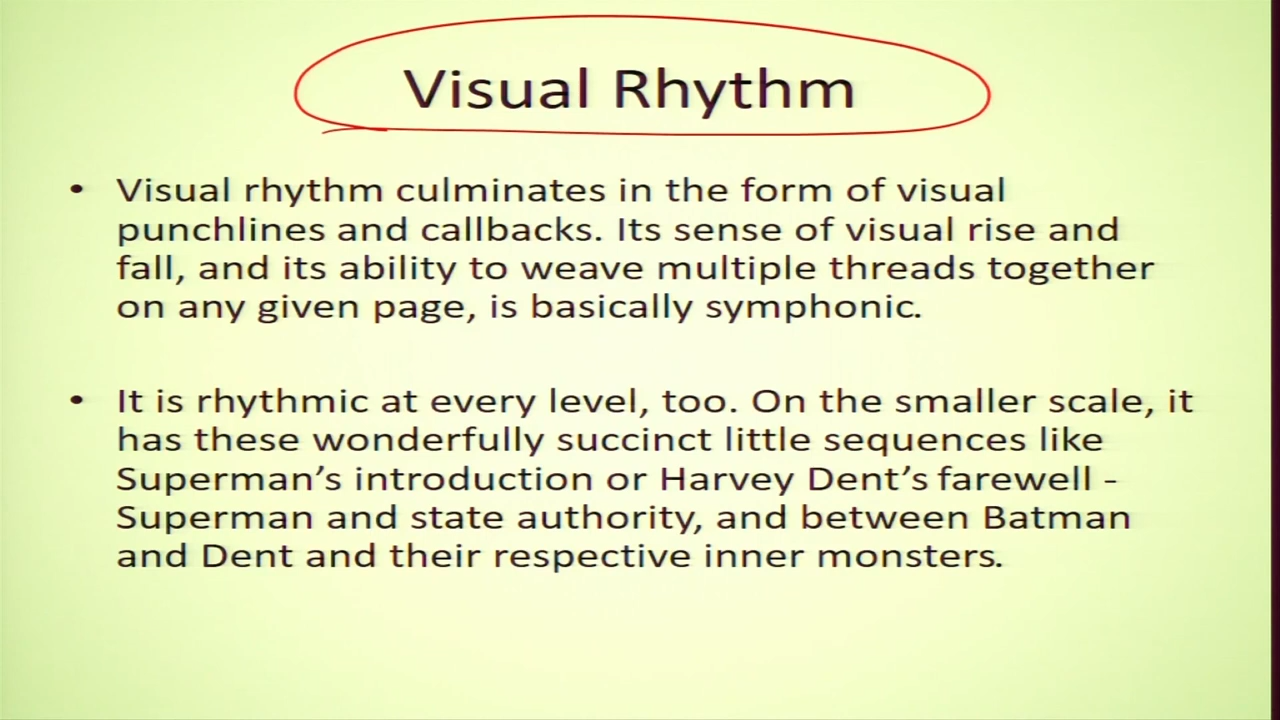 Visual Rhythm
• Visual rhythm culminates in the form of visual
punchlines and callbacks. Its sense of visual rise and
fall, and its ability to weave multiple threads together
on any given page, is basically symphonic.
• It is rhythmic at every level, too. On the smaller scale, it
has these wonderfully succinct little sequences like
Superman’s introduction or Harvey Dent’s farewell -
Superman and state authority, and between Batman
and Dent and their respective inner monsters.